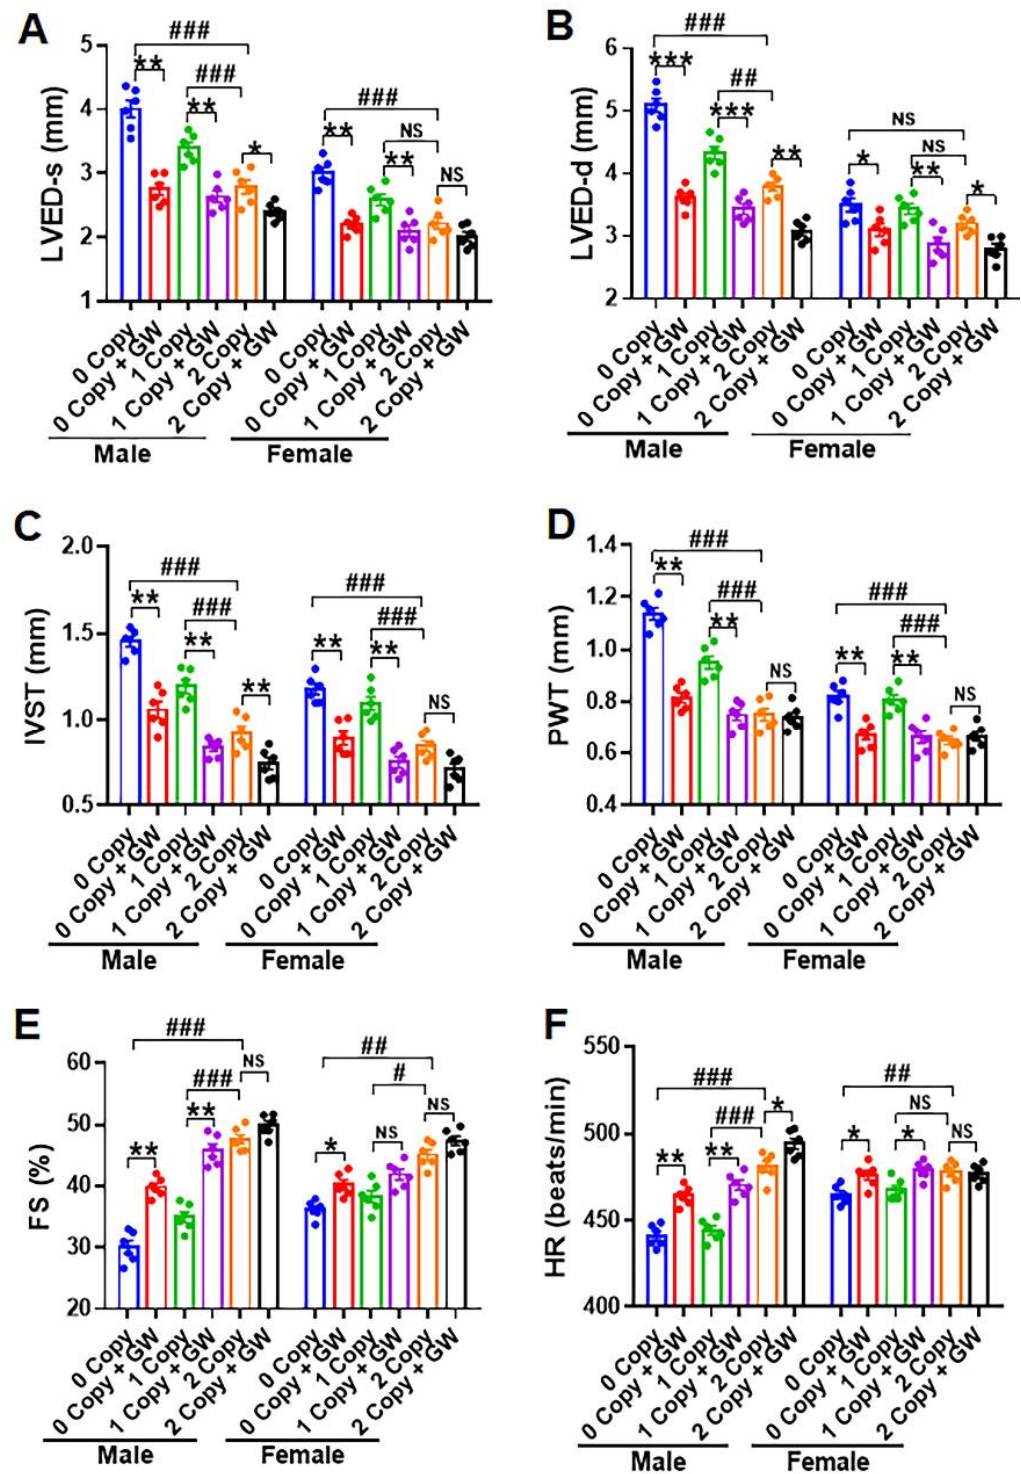 A
LVED-s (mm)
5
4
3
2
1
###
**
###
**
*
###
**
NS
**
NS
0 Copy
0 Copy + GW
1 Copy
1 Copy + GW
2 Copy
2 Copy + GW
0 Copy
0 Copy + GW
1 Copy
1 Copy + GW
2 Copy
2 Copy + GW
Male
Female
B
LVED-d (mm)
6
5
4
3
2
###
***
##
***
**
NS
*
NS
**
*
0 Copy
0 Copy + GW
1 Copy
1 Copy + GW
2 Copy
2 Copy + GW
0 Copy
0 Copy + GW
1 Copy
1 Copy + GW
2 Copy
2 Copy + GW
Male
Female
C
IVST (mm)
2.0
1.5
1.0
0.5
###
**
###
**
**
###
**
###
**
NS
0 Copy
0 Copy + GW
1 Copy
1 Copy + GW
2 Copy
2 Copy + GW
0 Copy
0 Copy + GW
1 Copy
1 Copy + GW
2 Copy
2 Copy + GW
Male
Female
D
PWT (mm)
1.4
1.2
1.0
0.8
0.6
0.4
###
**
###
**
NS
###
**
###
**
NS
0 Copy
0 Copy + GW
1 Copy
1 Copy + GW
2 Copy
2 Copy + GW
0 Copy
0 Copy + GW
1 Copy
1 Copy + GW
2 Copy
2 Copy + GW
Male
Female
E
FS (%)
60
50
40
30
20
###
**
###
**
NS
##
*
#
NS
NS
0 Copy
0 Copy + GW
1 Copy
1 Copy + GW
2 Copy
2 Copy + GW
0 Copy
0 Copy + GW
1 Copy
1 Copy + GW
2 Copy
2 Copy + GW
Male
Female
F
HR (beats/min)
550
500
450
400
###
**
###
**
*
##
*
NS
*
NS
0 Copy
0 Copy + GW
1 Copy
1 Copy + GW
2 Copy
2 Copy + GW
0 Copy
0 Copy + GW
1 Copy
1 Copy + GW
2 Copy
2 Copy + GW
Male
Female